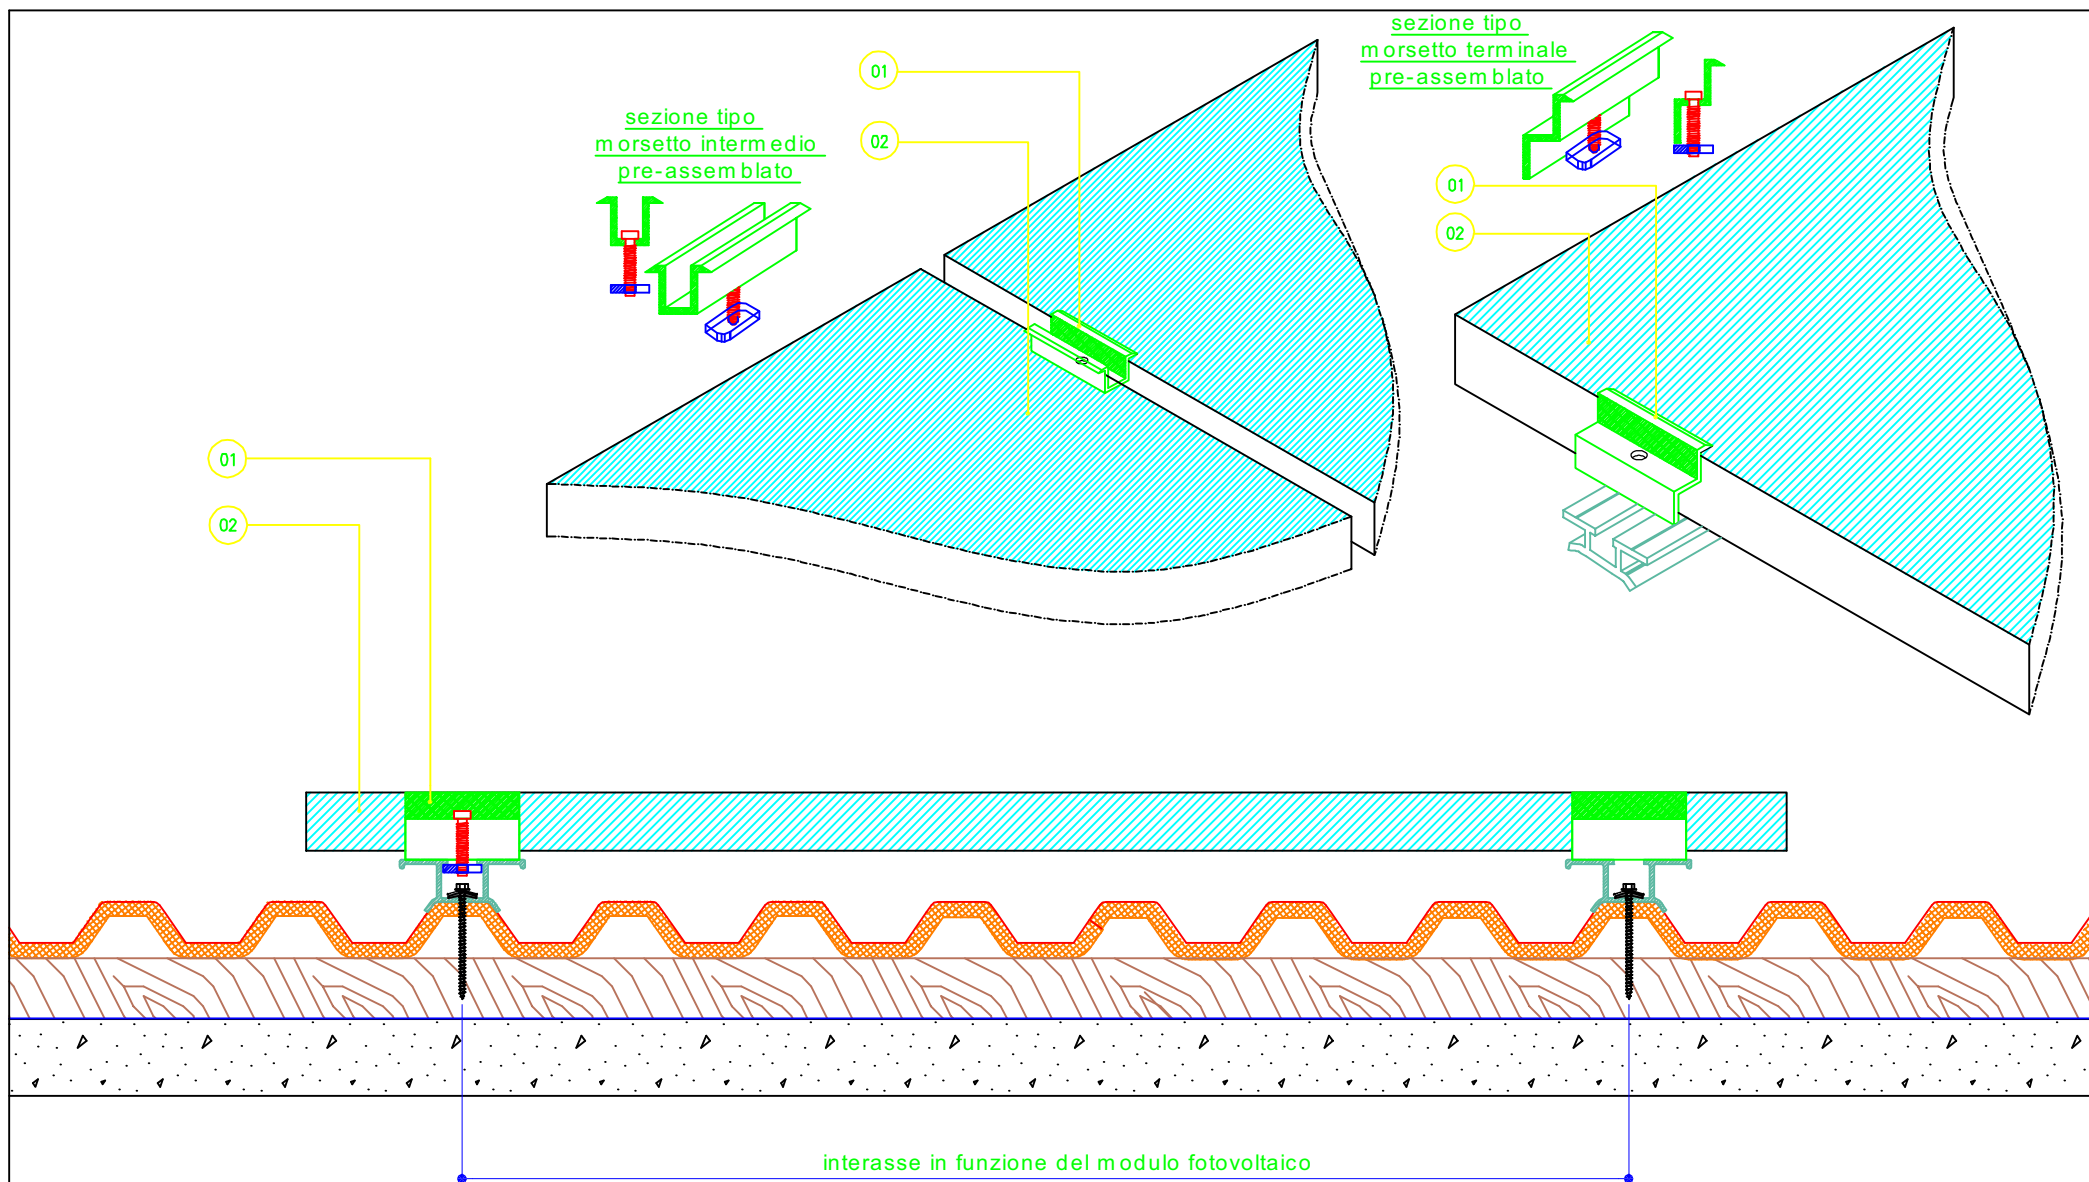 sezione tipo
morsetto terminale
pre-assemblato
01
02
sezione tipo
morsetto intermedio
pre-assemblato
01
02
01
02
interasse in funzione del modulo fotovoltaico